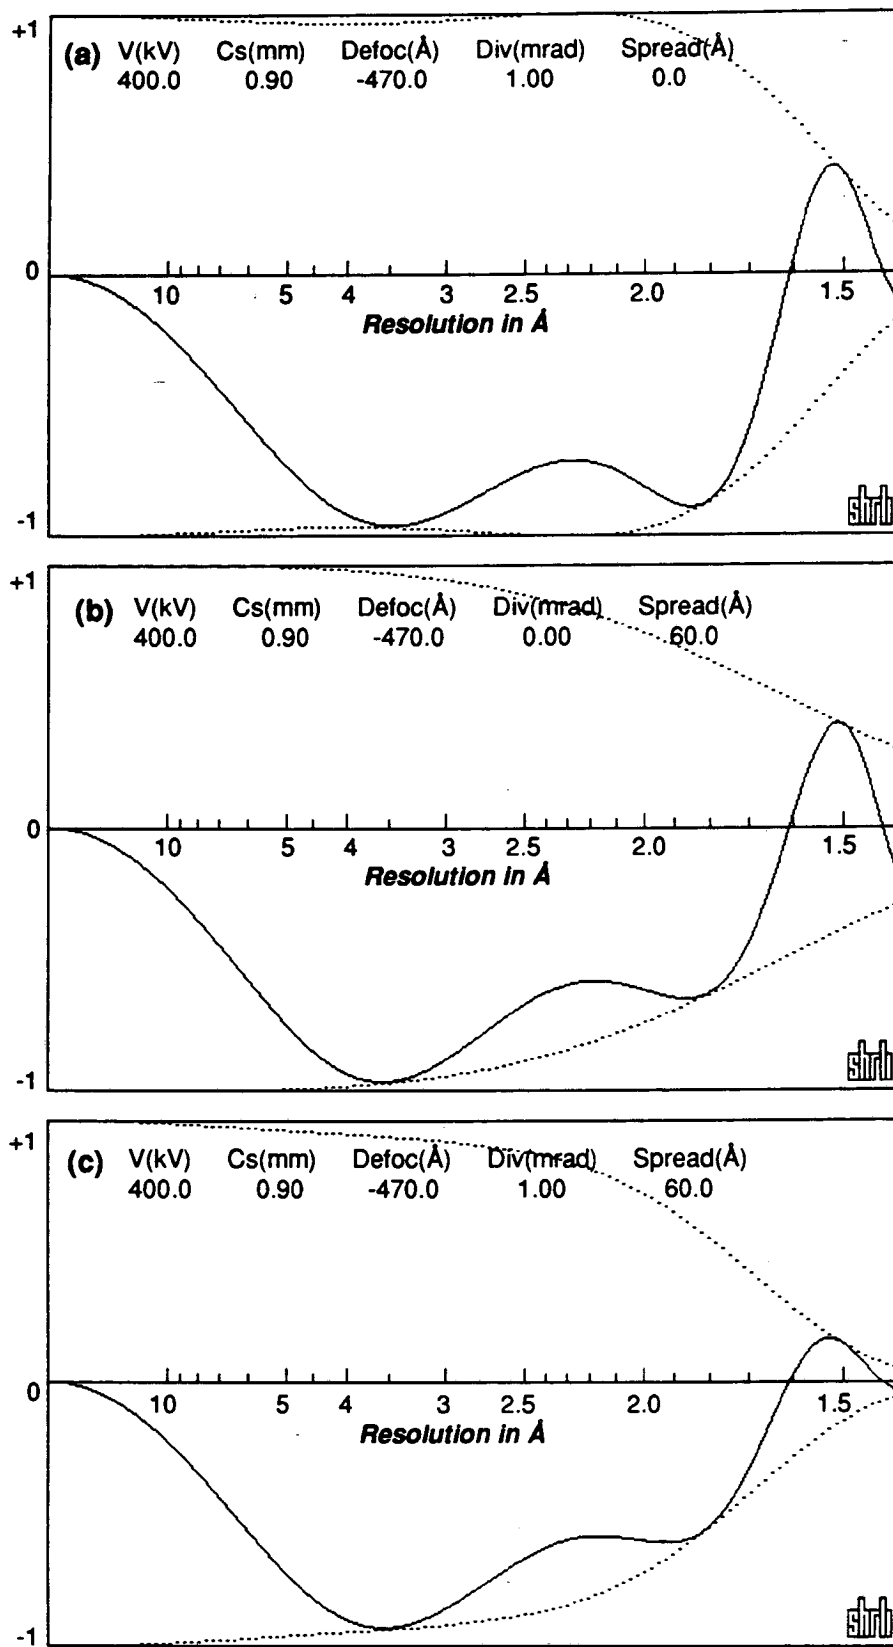 +1
(a) V(kV) Cs(mm) Defoc(Å) Div(mrad) Spread(Å)
400.0 0.90 -470.0 1.00 0.0
0
10 5 4 3 2.5 2.0 1.5
Resolution in Å
-1
shrli
+1
(b) V(kV) Cs(mm) Defoc(Å) Div(mrad) Spread(Å)
400.0 0.90 -470.0 0.00 60.0
0
10 5 4 3 2.5 2.0 1.5
Resolution in Å
-1
shrli
+1
(c) V(kV) Cs(mm) Defoc(Å) Div(mrad) Spread(Å)
400.0 0.90 -470.0 1.00 60.0
0
10 5 4 3 2.5 2.0 1.5
Resolution in Å
-1
shrli